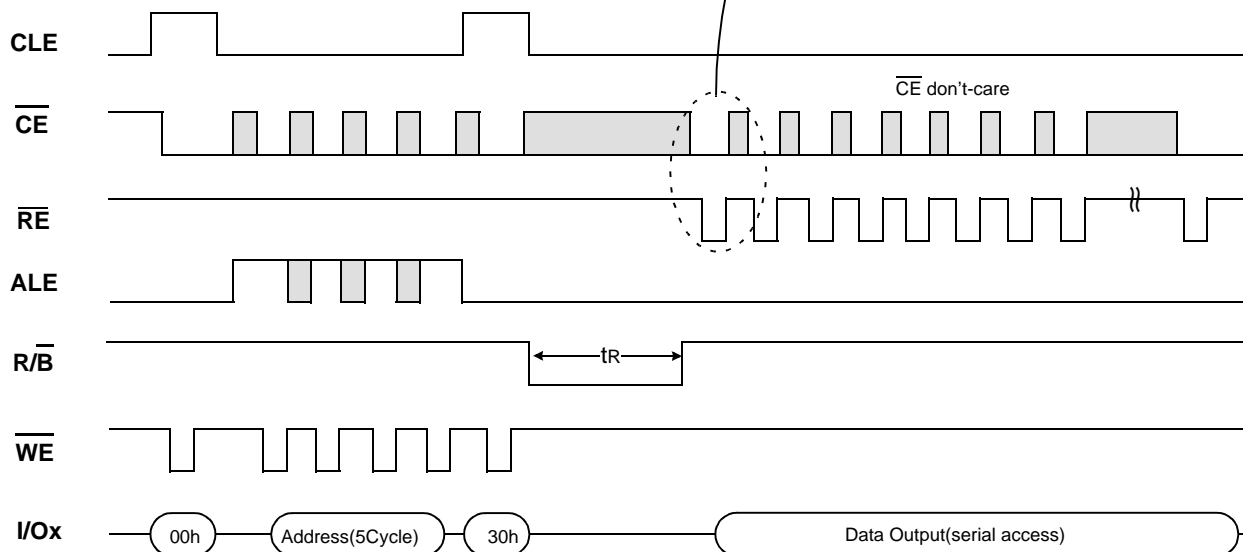 CLE
CE don't-care
CE
RE
ALE
R/B
tR
WE
I/Ox
00h
Address(5Cycle)
30h
Data Output(serial access)